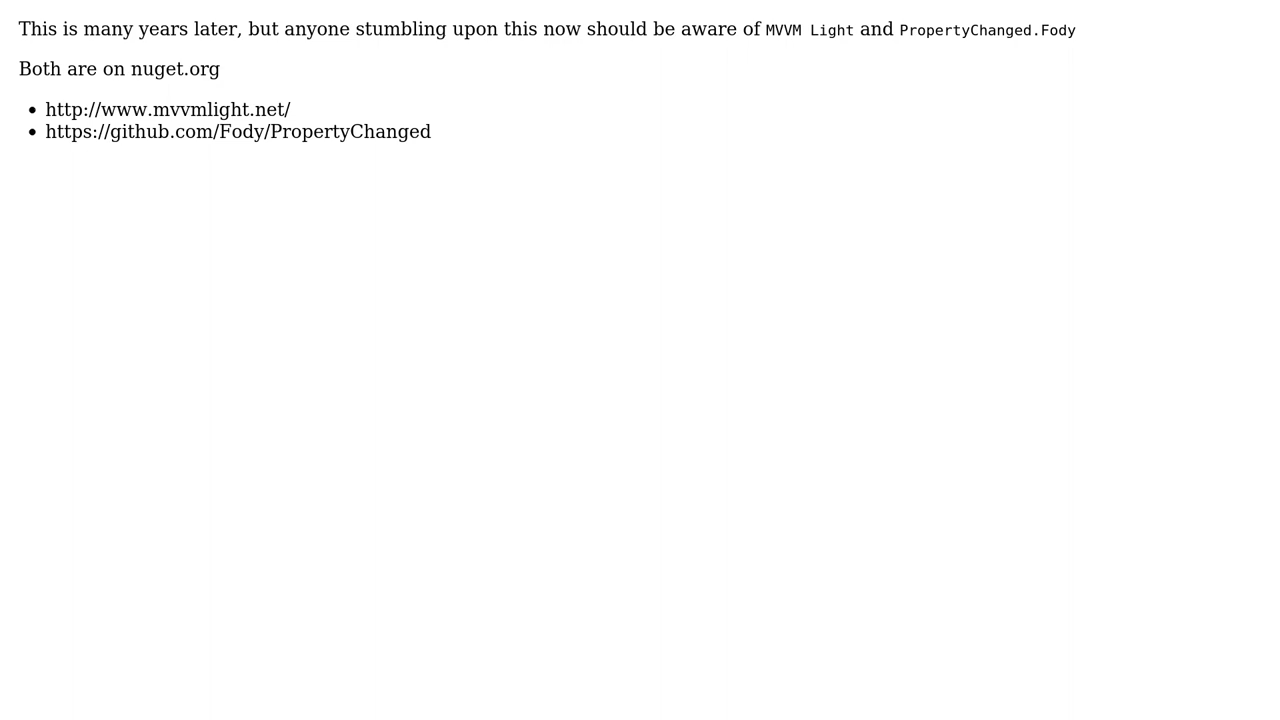 This is many years later, but anyone stumbling upon this now should be aware of MVVM Light and PropertyChanged.Fody
Both are on nuget.org
• http://www.mvvmlight.net/
• https://github.com/Fody/PropertyChanged